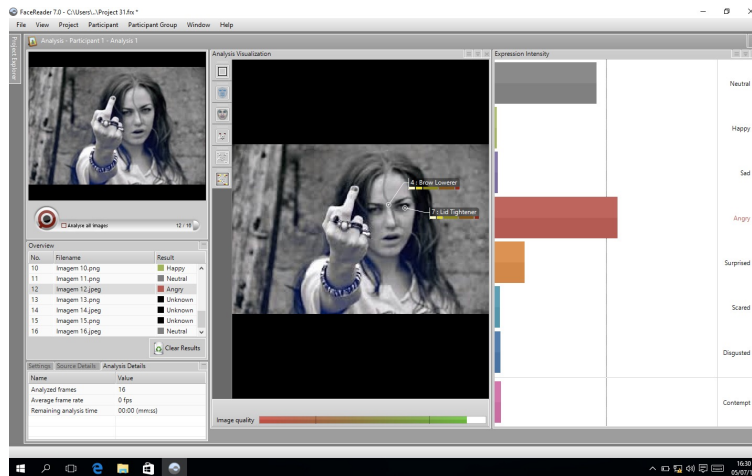 FaceReader 7.0 - C:\Users\..\Project 31.frx *
File View Project Participant Participant Group Window Help
Project Explorer
Analysis - Participant 1 - Analysis 1
Analyse all images
12 / 16
Overview
No. Filename Result
10 Imagem 10.png Happy
11 Imagem 11.png Neutral
12 Imagem 12.jpeg Angry
13 Imagem 13.png Unknown
14 Imagem 14.jpeg Unknown
15 Imagem 15.png Unknown
16 Imagem 16.jpeg Neutral
Clear Results
Settings Source Details Analysis Details
Name Value
Analyzed frames 16
Average frame rate 0 fps
Remaining analysis time 00:00 (mm:ss)
Analysis Visualization
4 : Brow Lowerer
7 : Lid Tightener
Image quality
Expression Intensity
Neutral
Happy
Sad
Angry
Surprised
Scared
Disgusted
Contempt
16:30